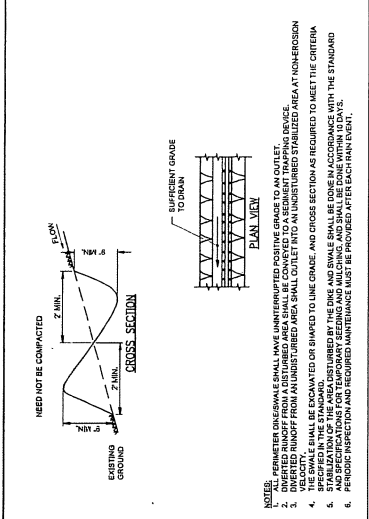 NEED NOT BE COMPACTED
2' MIN.
FLOW
9" MIN.
9" MIN.
2' MIN.
EXISTING
GROUND
CROSS SECTION
SUFFICIENT GRADE
TO DRAIN
PLAN VIEW
NOTES:
1. ALL PERIMETER DIKE/SWALE SHALL HAVE UNINTERRUPTED POSITIVE GRADE TO AN OUTLET.
2. DIVERTED RUNOFF FROM A DISTURBED AREA SHALL BE CONVEYED TO A SEDIMENT TRAPPING DEVICE.
3. DIVERTED RUNOFF FROM AN UNDISTURBED AREA SHALL OUTLET INTO AN UNDISTURBED STABILIZED AREA AT NON-EROSION
VELOCITY.
4. THE SWALE SHALL BE EXCAVATED OR SHAPED TO LINE GRADE, AND CROSS SECTION AS REQUIRED TO MEET THE CRITERIA
SPECIFIED IN THE STANDARD.
5. STABILIZATION OF THE AREA DISTURBED BY THE DIKE AND SWALE SHALL BE DONE IN ACCORDANCE WITH THE STANDARD
AND SPECIFICATIONS FOR TEMPORARY SEEDING AND MULCHING, AND SHALL BE DONE WITHIN 10 DAYS.
6. PERIODIC INSPECTION AND REQUIRED MAINTENANCE MUST BE PROVIDED AFTER EACH RAIN EVENT.